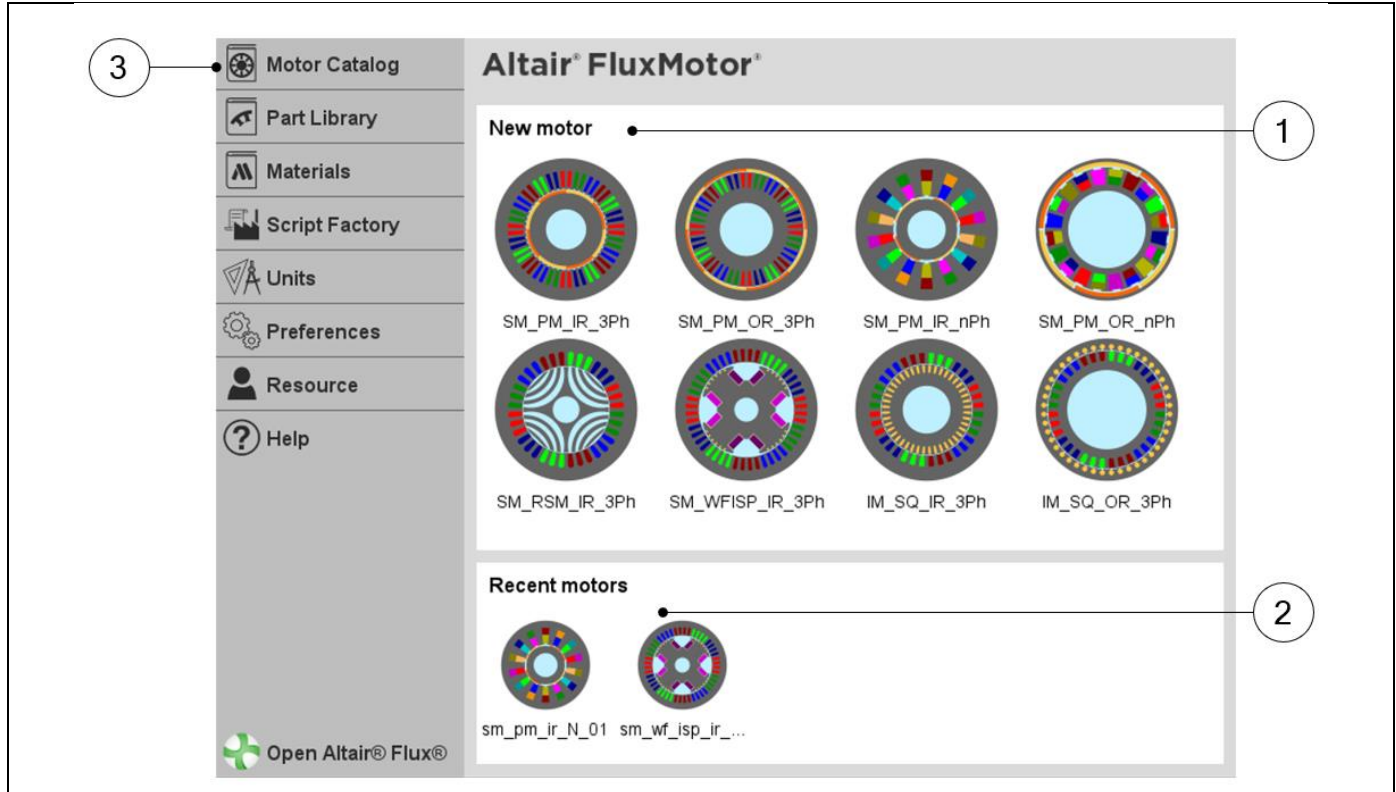 3
Motor Catalog
Part Library
Materials
Script Factory
Units
Preferences
Resource
Help
Open Altair® Flux®
Altair® FluxMotor®
New motor
1
SM_PM_IR_3Ph
SM_PM_OR_3Ph
SM_PM_IR_nPh
SM_PM_OR_nPh
SM_RSM_IR_3Ph
SM_WFISP_IR_3Ph
IM_SQ_IR_3Ph
IM_SQ_OR_3Ph
Recent motors
2
sm_pm_ir_N_01
sm_wf_isp_ir_...